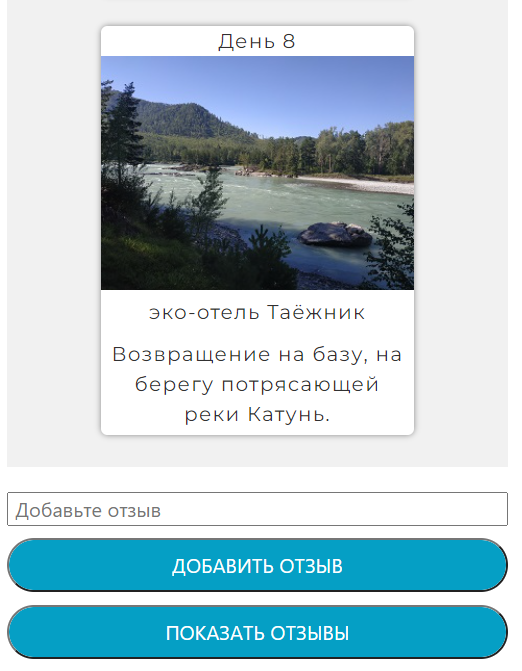 День 8
эко-отель Таёжник
Возвращение на базу, на
берегу потрясающей
реки Катунь.
Добавьте отзыв
ДОБАВИТЬ ОТЗЫВ
ПОКАЗАТЬ ОТЗЫВЫ